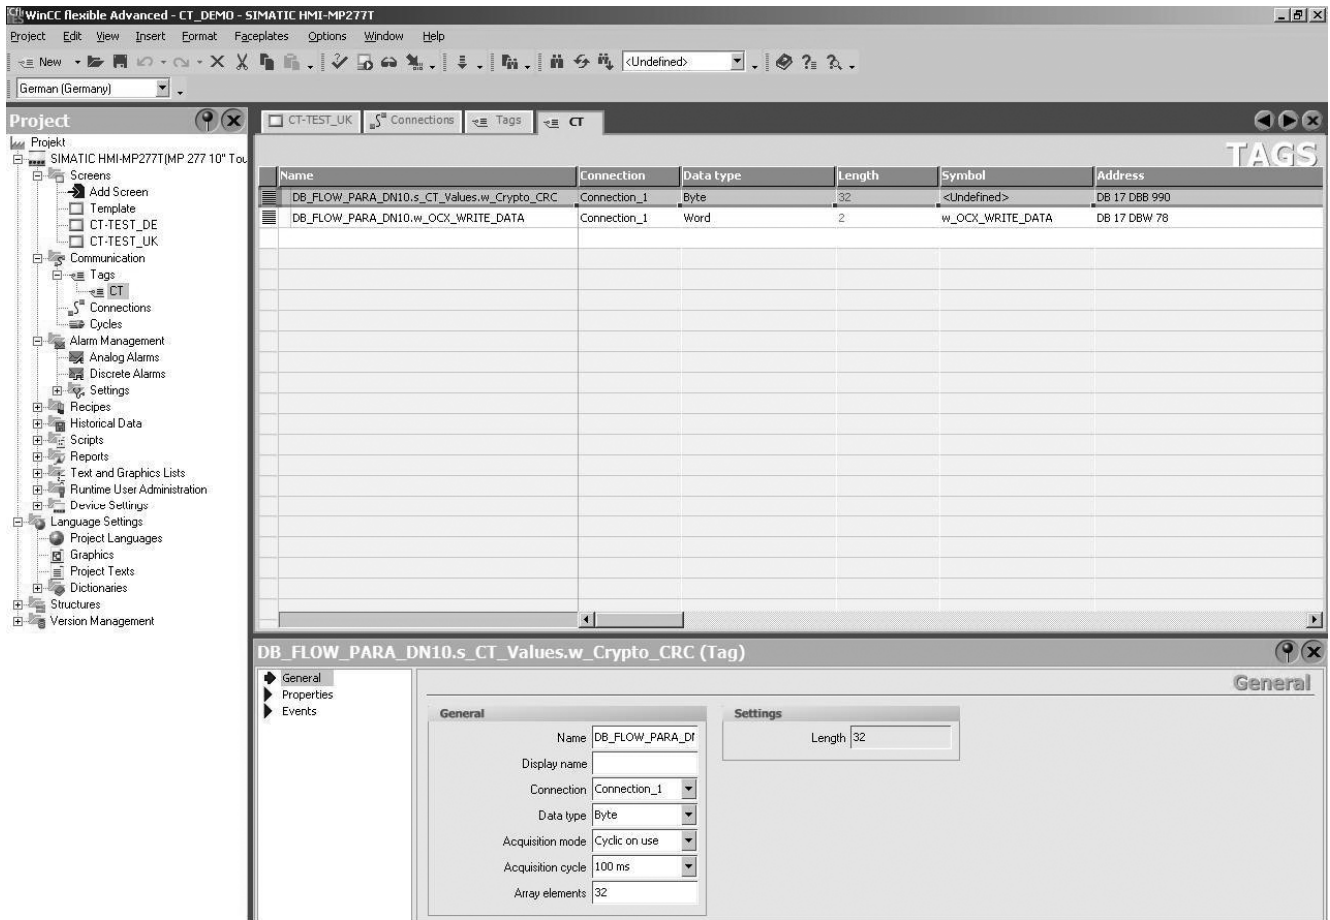 WinCC flexible Advanced - CT_DEMO - SIMATIC HMI-MP277T
Project Edit View Insert Format Faceplates Options Window Help
New <Undefined>
German (Germany)
Project
Projekt
SIMATIC HMI-MP277T(MP 277 10" Tou
Screens
Add Screen
Template
CT-TEST_DE
CT-TEST_UK
Communication
Tags
CT
Connections
Cycles
Alarm Management
Analog Alarms
Discrete Alarms
Settings
Recipes
Historical Data
Scripts
Reports
Text and Graphics Lists
Runtime User Administration
Device Settings
Language Settings
Project Languages
Graphics
Project Texts
Dictionaries
Structures
Version Management
CT-TEST_UK Connections Tags CT
TAGS
Name Connection Data type Length Symbol Address
DB_FLOW_PARA_DN10.s_CT_Values.w_Crypto_CRC Connection_1 Byte 32 <Undefined> DB 17 DBB 990
DB_FLOW_PARA_DN10.w_OCX_WRITE_DATA Connection_1 Word 2 w_OCX_WRITE_DATA DB 17 DBW 78
DB_FLOW_PARA_DN10.s_CT_Values.w_Crypto_CRC (Tag)
General
Properties
Events
General
General
Name DB_FLOW_PARA_DN
Display name
Connection Connection_1
Data type Byte
Acquisition mode Cyclic on use
Acquisition cycle 100 ms
Array elements 32
Settings
Length 32